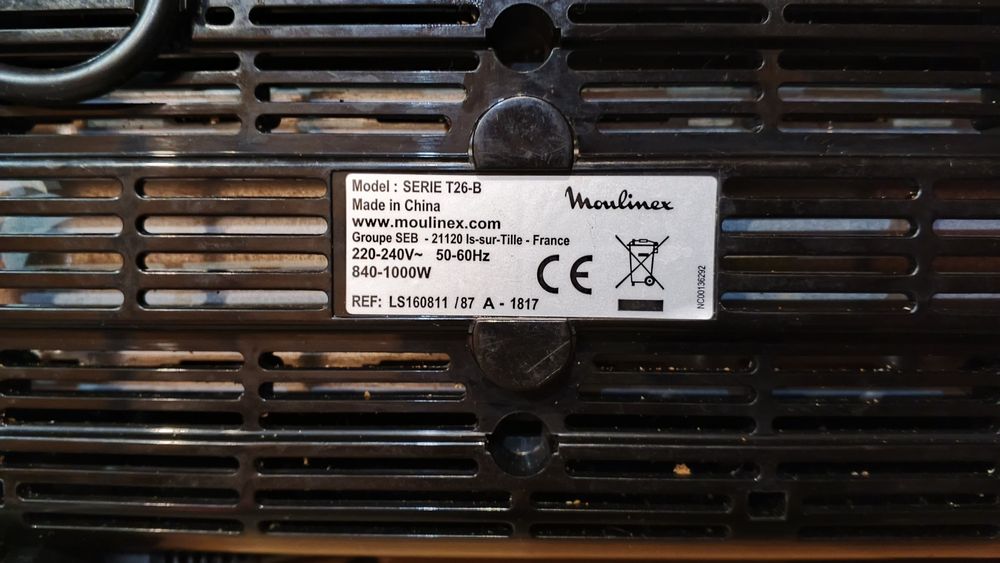 Model : SERIE T26-B
Made in China
www.moulinex.com
Groupe SEB - 21120 Is-sur-Tille - France
220-240V~ 50-60Hz
840-1000W
REF: LS160811 /87 A - 1817
Moulinex
CE
NC00136292